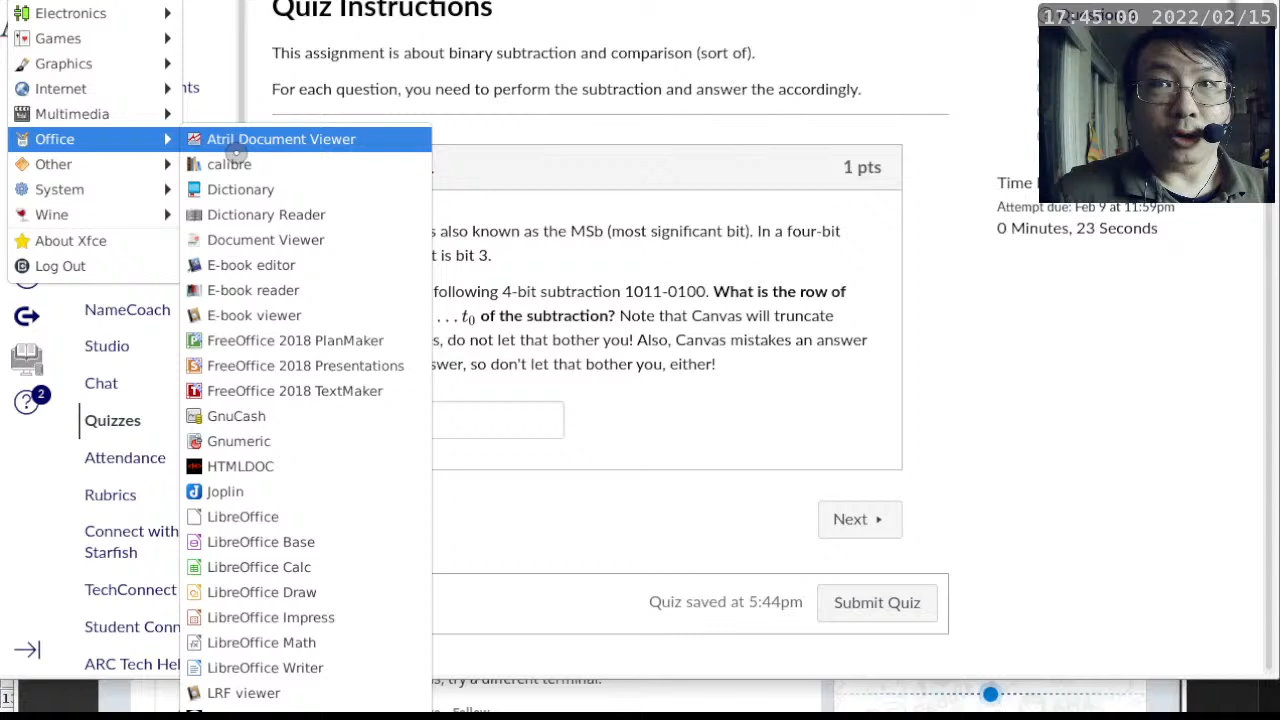 Quiz Instructions
17:45:00 2022/02/15
This assignment is about binary subtraction and comparison (sort of).
For each question, you need to perform the subtraction and answer the accordingly.
1 pts
s also known as the MSb (most significant bit). In a four-bit
t is bit 3.
following 4-bit subtraction 1011-0100. What is the row of
. . . t₀ of the subtraction? Note that Canvas will truncate
s, do not let that bother you! Also, Canvas mistakes an answer
swer, so don't let that bother you, either!
Next
Quiz saved at 5:44pm
Submit Quiz
Time
Attempt due: Feb 9 at 11:59pm
0 Minutes, 23 Seconds
Electronics
Games
Graphics
Internet
Multimedia
Office
Other
System
Wine
About Xfce
Log Out
Atril Document Viewer
calibre
Dictionary
Dictionary Reader
Document Viewer
E-book editor
E-book reader
E-book viewer
FreeOffice 2018 PlanMaker
FreeOffice 2018 Presentations
FreeOffice 2018 TextMaker
GnuCash
Gnumeric
HTMLDOC
Joplin
LibreOffice
LibreOffice Base
LibreOffice Calc
LibreOffice Draw
LibreOffice Impress
LibreOffice Math
LibreOffice Writer
LRF viewer
nts
NameCoach
Studio
Chat
2
Quizzes
Attendance
Rubrics
Connect with
Starfish
TechConnect
Student Conn
ARC Tech Hel
, try a different terminal.